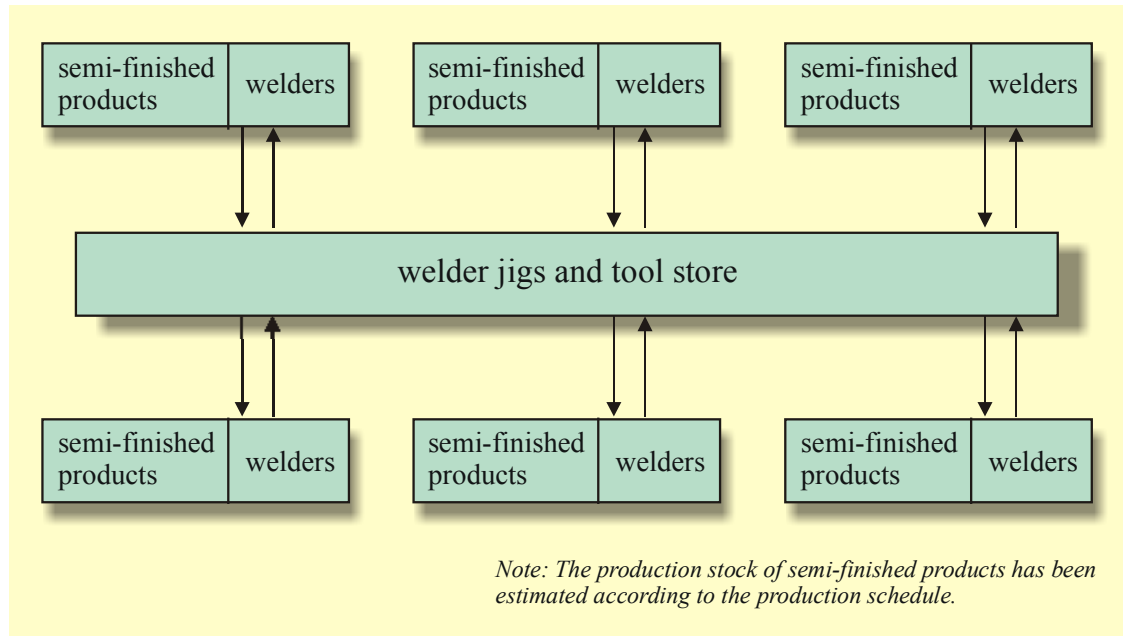 semi-finished
products
welders
semi-finished
products
welders
semi-finished
products
welders
welder jigs and tool store
semi-finished
products
welders
semi-finished
products
welders
semi-finished
products
welders
Note: The production stock of semi-finished products has been
estimated according to the production schedule.